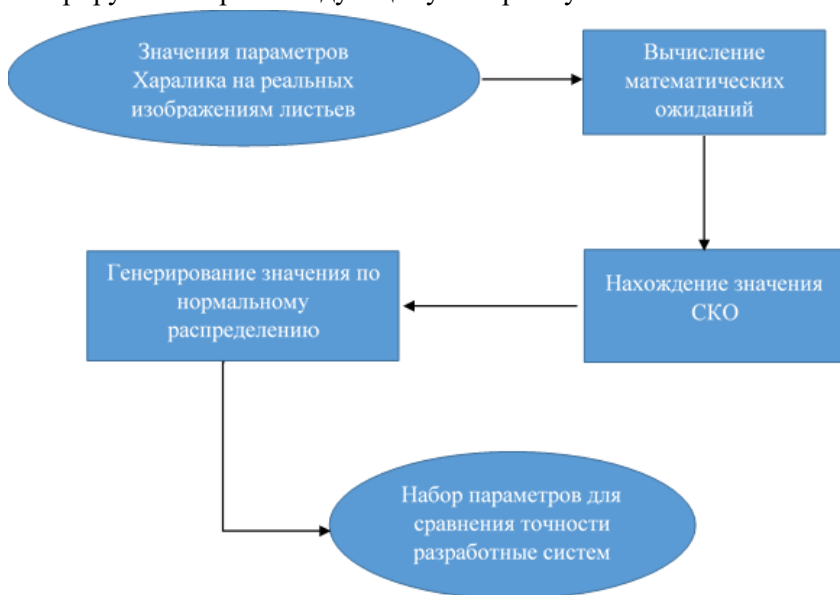 Значения параметров
Харалика на реальных
изображениям листьев
Вычисление
математических
ожиданий
Нахождение значения
СКО
Генерирование значения по
нормальному
распределению
Набор параметров для
сравнения точности
разработные систем